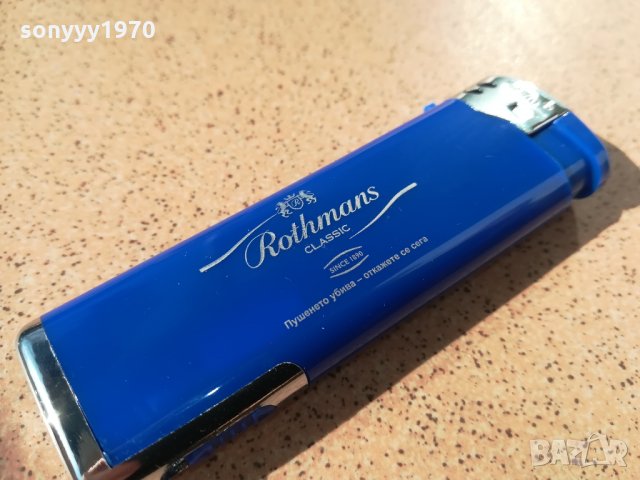 sonyyy1970
Rothmans
CLASSIC
SINCE 1890
Пушенето убива – откажете се сега
BAZAR